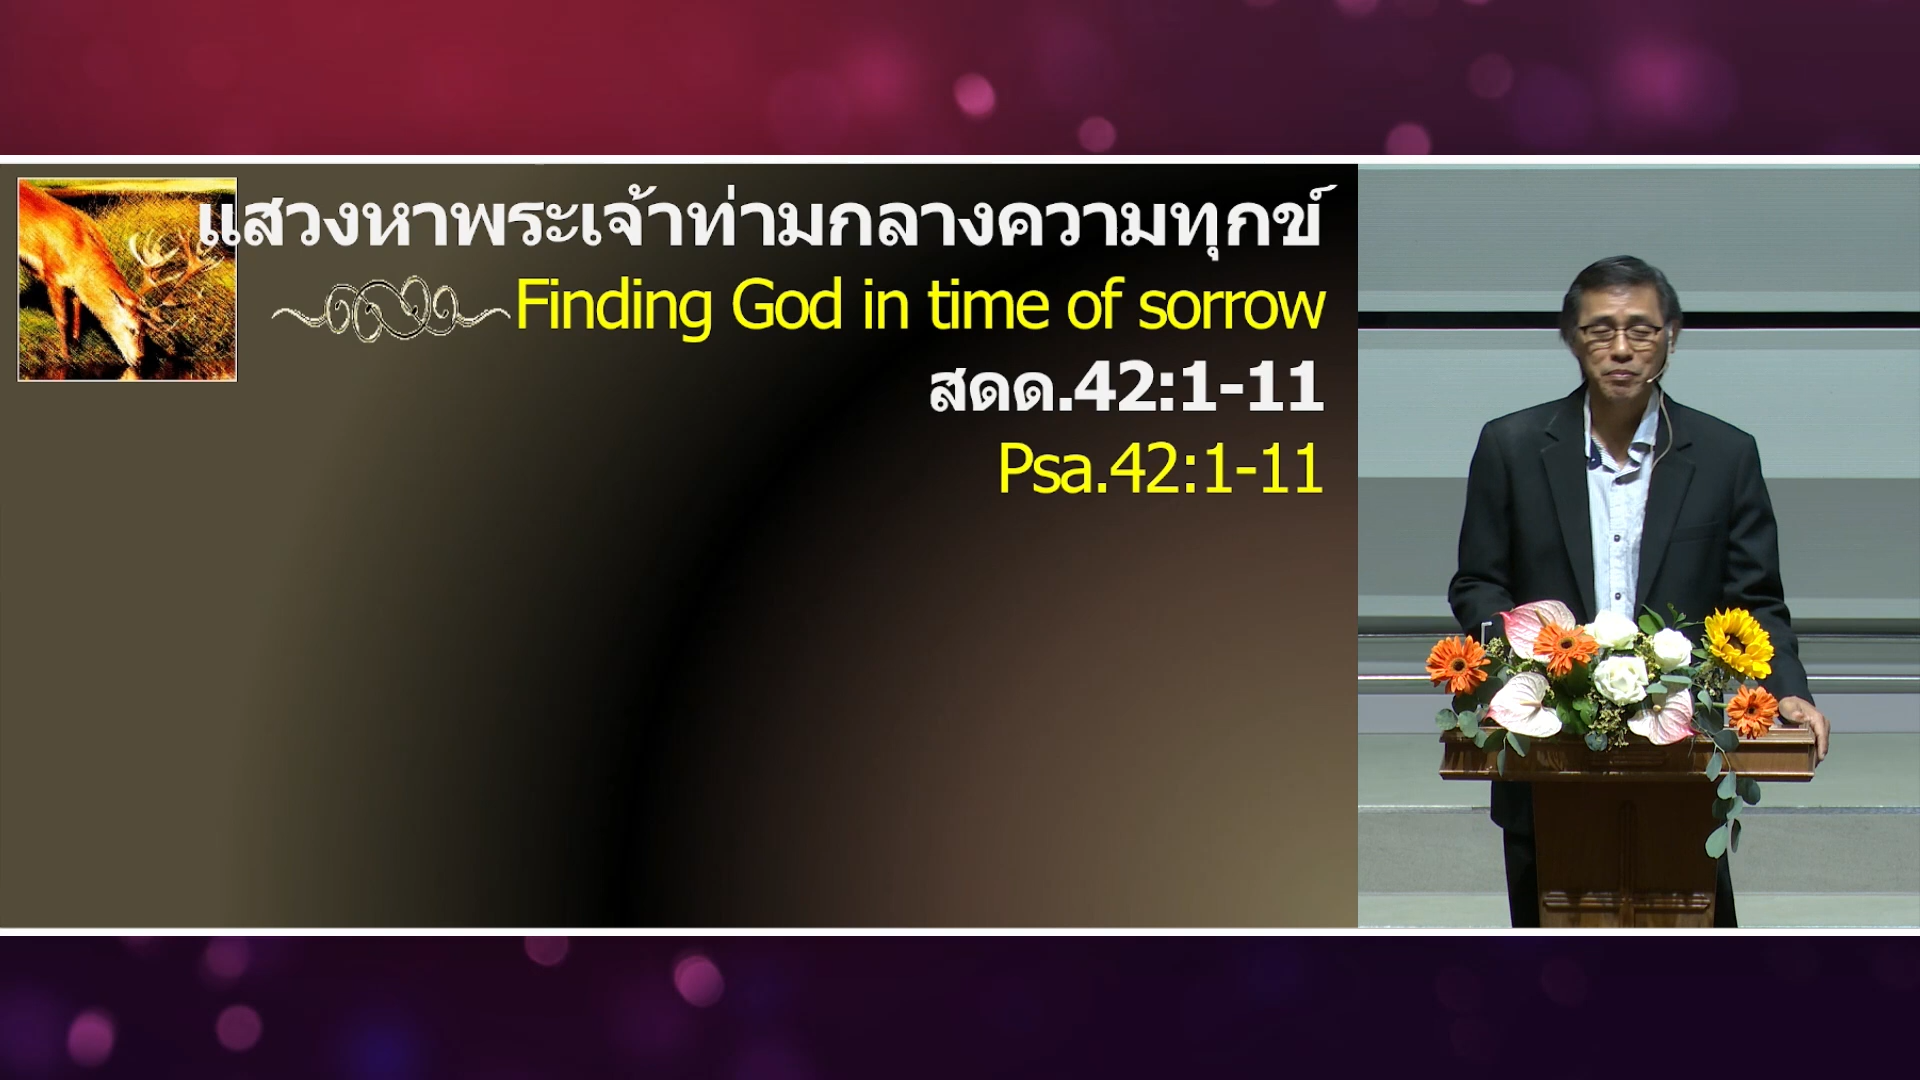 แสวงหาพระเจ้าท่ามกลางความทุกข์
Finding God in time of sorrow
สดด.42:1-11
Psa.42:1-11